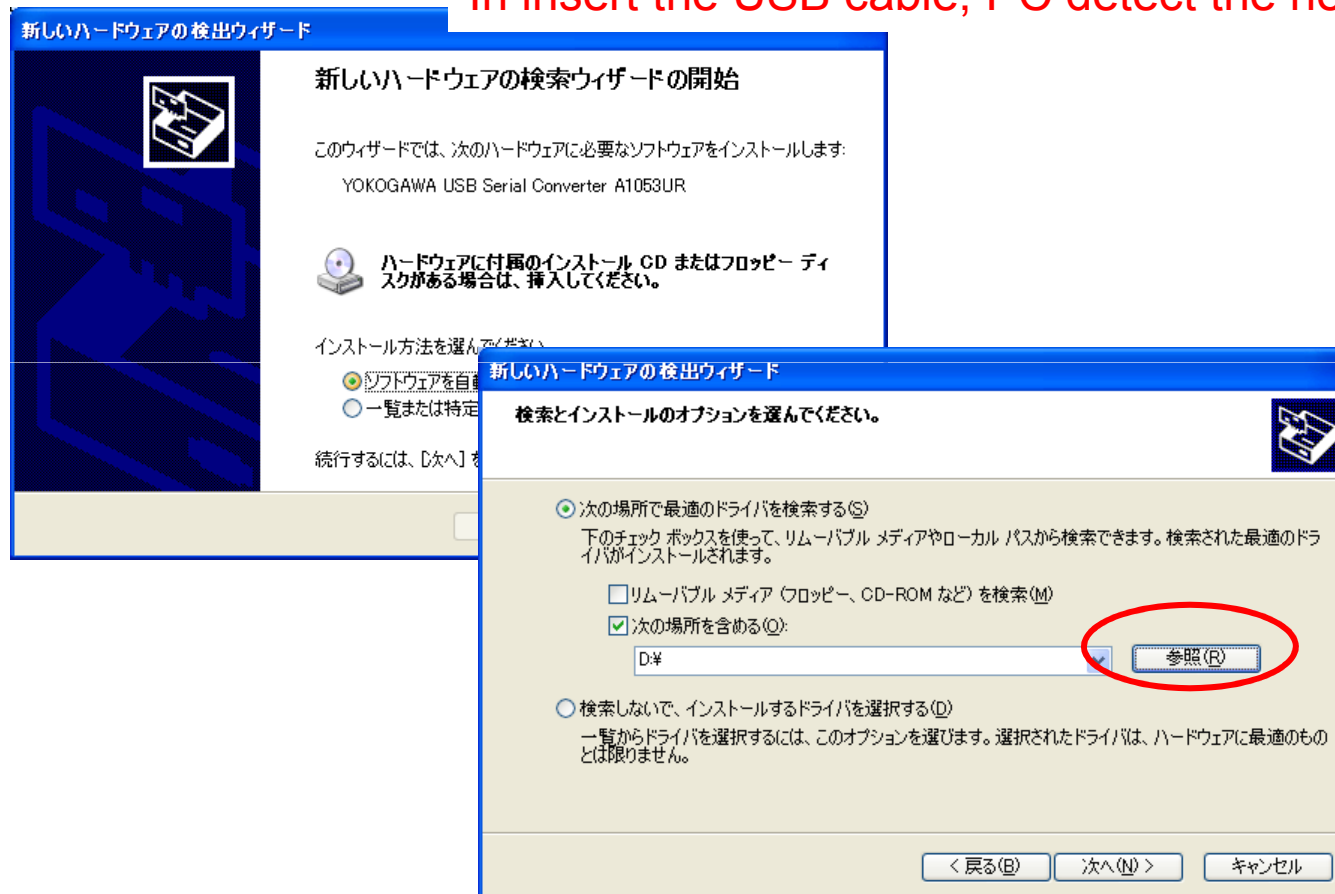 In insert the USB cable, PC detect the
新しいハードウェアの検出ウィザード
新しいハードウェアの検索ウィザードの開始
このウィザードでは、次のハードウェアに必要なソフトウェアをインストールします:
YOKOGAWA USB Serial Converter A1053UR
ハードウェアに付属のインストール CD またはフロッピー ディ
スクがある場合は、挿入してください。
インストール方法を選んでください
ソフトウェアを自
一覧または特定
続行するには、[次へ] を
新しいハードウェアの検出ウィザード
検索とインストールのオプションを選んでください。
次の場所で最適のドライバを検索する(S)
下のチェック ボックスを使って、リムーバブル メディアやローカル パスから検索できます。検索された最適のドラ
イバがインストールされます。
リムーバブル メディア (フロッピー、CD-ROM など) を検索(M)
次の場所を含める(O):
D:¥
参照(R)
検索しないで、インストールするドライバを選択する(D)
一覧からドライバを選択するには、このオプションを選びます。選択されたドライバは、ハードウェアに最適のもの
とは限りません。
< 戻る(B) 次へ(N) > キャンセル